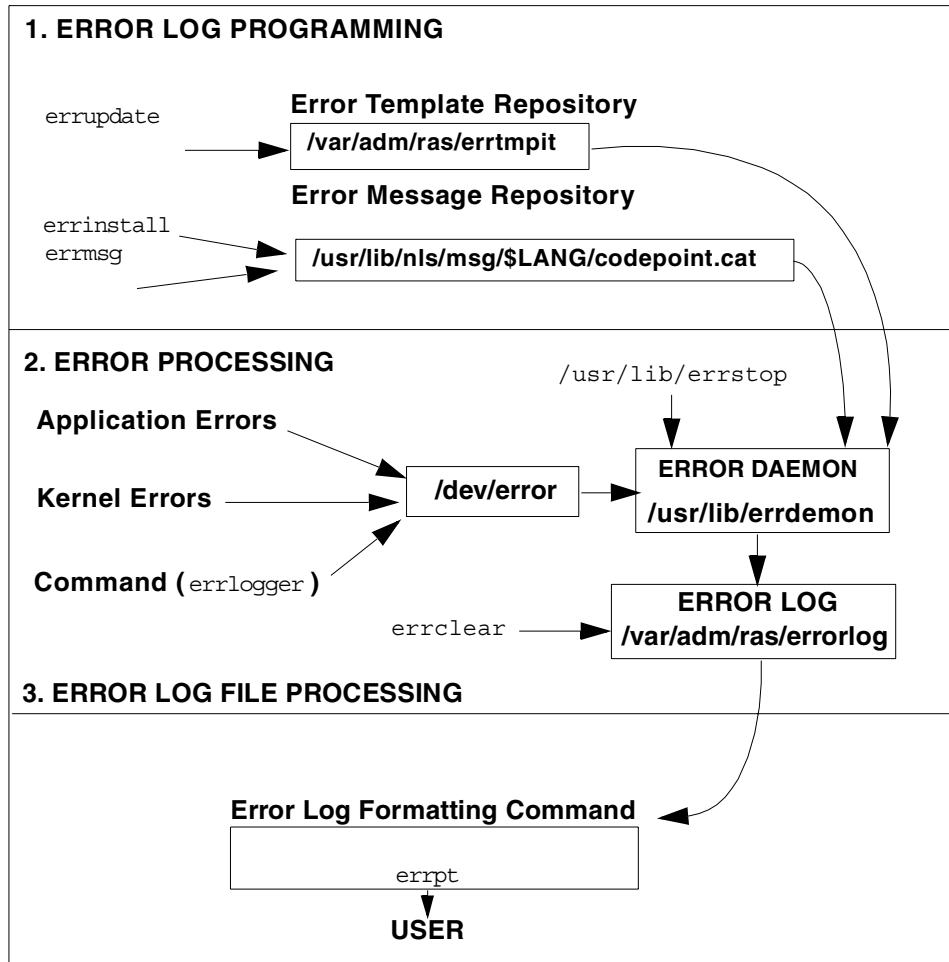 1. ERROR LOG PROGRAMMING
Error Template Repository
errupdate
/var/adm/ras/errtmpit
Error Message Repository
errinstall
errmsg
/usr/lib/nls/msg/$LANG/codepoint.cat
2. ERROR PROCESSING
/usr/lib/errstop
Application Errors
ERROR DAEMON
/dev/error
Kernel Errors
/usr/lib/errdemon
Command (errlogger)
ERROR LOG
errclear
/var/adm/ras/errorlog
3. ERROR LOG FILE PROCESSING
Error Log Formatting Command
errpt
USER